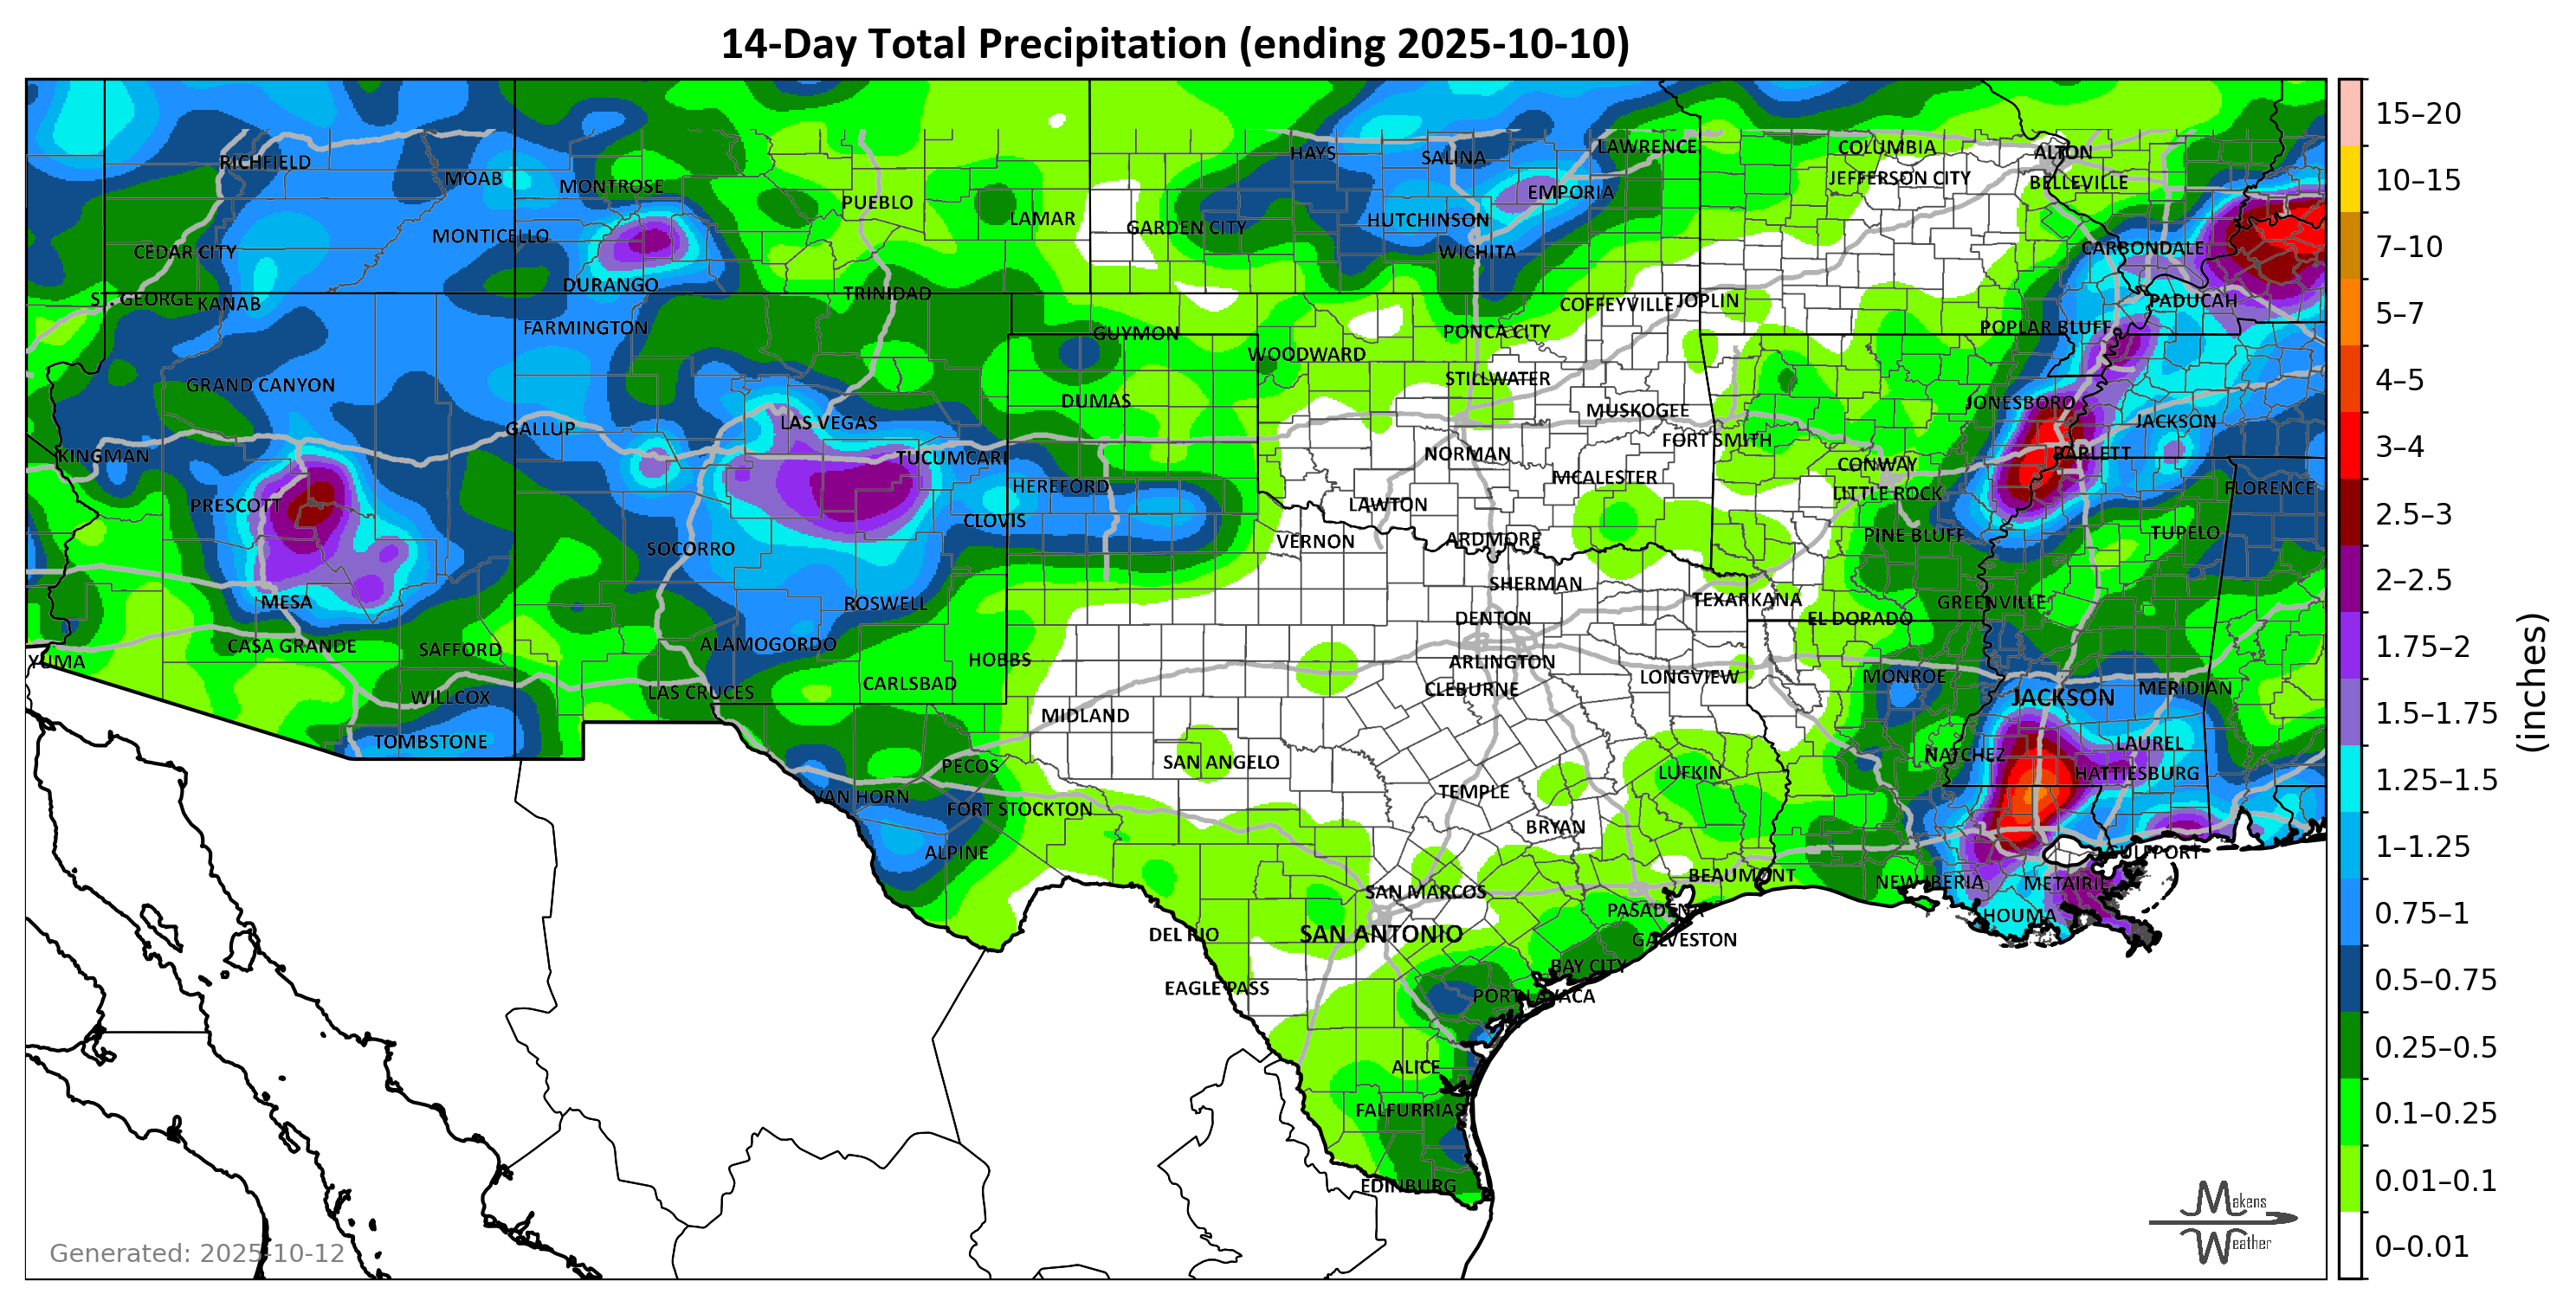 14-Day Total Precipitation (ending 2025-10-10)
RICHFIELD
MOAB
MONTROSE
PUEBLO
LAMAR
HAYS
SALINA
LAWRENCE
COLUMBIA
ALTON
JEFFERSON CITY
BELLEVILLE
GARDEN CITY
HUTCHINSON
EMPORIA
WICHITA
CEDAR CITY
MONTICELLO
DURANGO
CARBONDALE
ST. GEORGE
KANAB
TRINIDAD
COFFEYVILLE
JOPLIN
PADUCAH
FARMINGTON
GUYMON
PONCA CITY
POPLAR BLUFF
WOODWARD
GRAND CANYON
STILLWATER
DUMAS
MUSKOGEE
JONESBORO
LAS VEGAS
GALLUP
JACKSON
FORT SMITH
KINGMAN
TUCUMCARI
NORMAN
BARLETT
CONWAY
PRESCOTT
HEREFORD
MCALESTER
LITTLE ROCK
FLORENCE
LAWTON
CLOVIS
PINE BLUFF
TUPELO
SOCORRO
VERNON
ARDMORE
SHERMAN
MESA
ROSWELL
TEXARKANA
GREENVILLE
DENTON
EL DORADO
CASA GRANDE
SAFFORD
ALAMOGORDO
HOBBS
ARLINGTON
YUMA
LONGVIEW
MONROE
WILLCOX
LAS CRUCES
CARLSBAD
CLEBURNE
JACKSON
MERIDIAN
MIDLAND
TOMBSTONE
LAUREL
PECOS
SAN ANGELO
NATCHEZ
LUFKIN
HATTIESBURG
VAN HORN
FORT STOCKTON
TEMPLE
BRYAN
ALPINE
GULFPORT
BEAUMONT
NEW IBERIA
METAIRIE
SAN MARCOS
PASADENA
HOUMA
DEL RIO
SAN ANTONIO
GALVESTON
BAY CITY
EAGLE PASS
PORT LAVACA
ALICE
FALFURRIAS
EDINBURG
Generated: 2025-10-12
Makens
Weather
15–20
10–15
7–10
5–7
4–5
3–4
2.5–3
2–2.5
1.75–2
1.5–1.75
1.25–1.5
1–1.25
0.75–1
0.5–0.75
0.25–0.5
0.1–0.25
0.01–0.1
0–0.01
(inches)